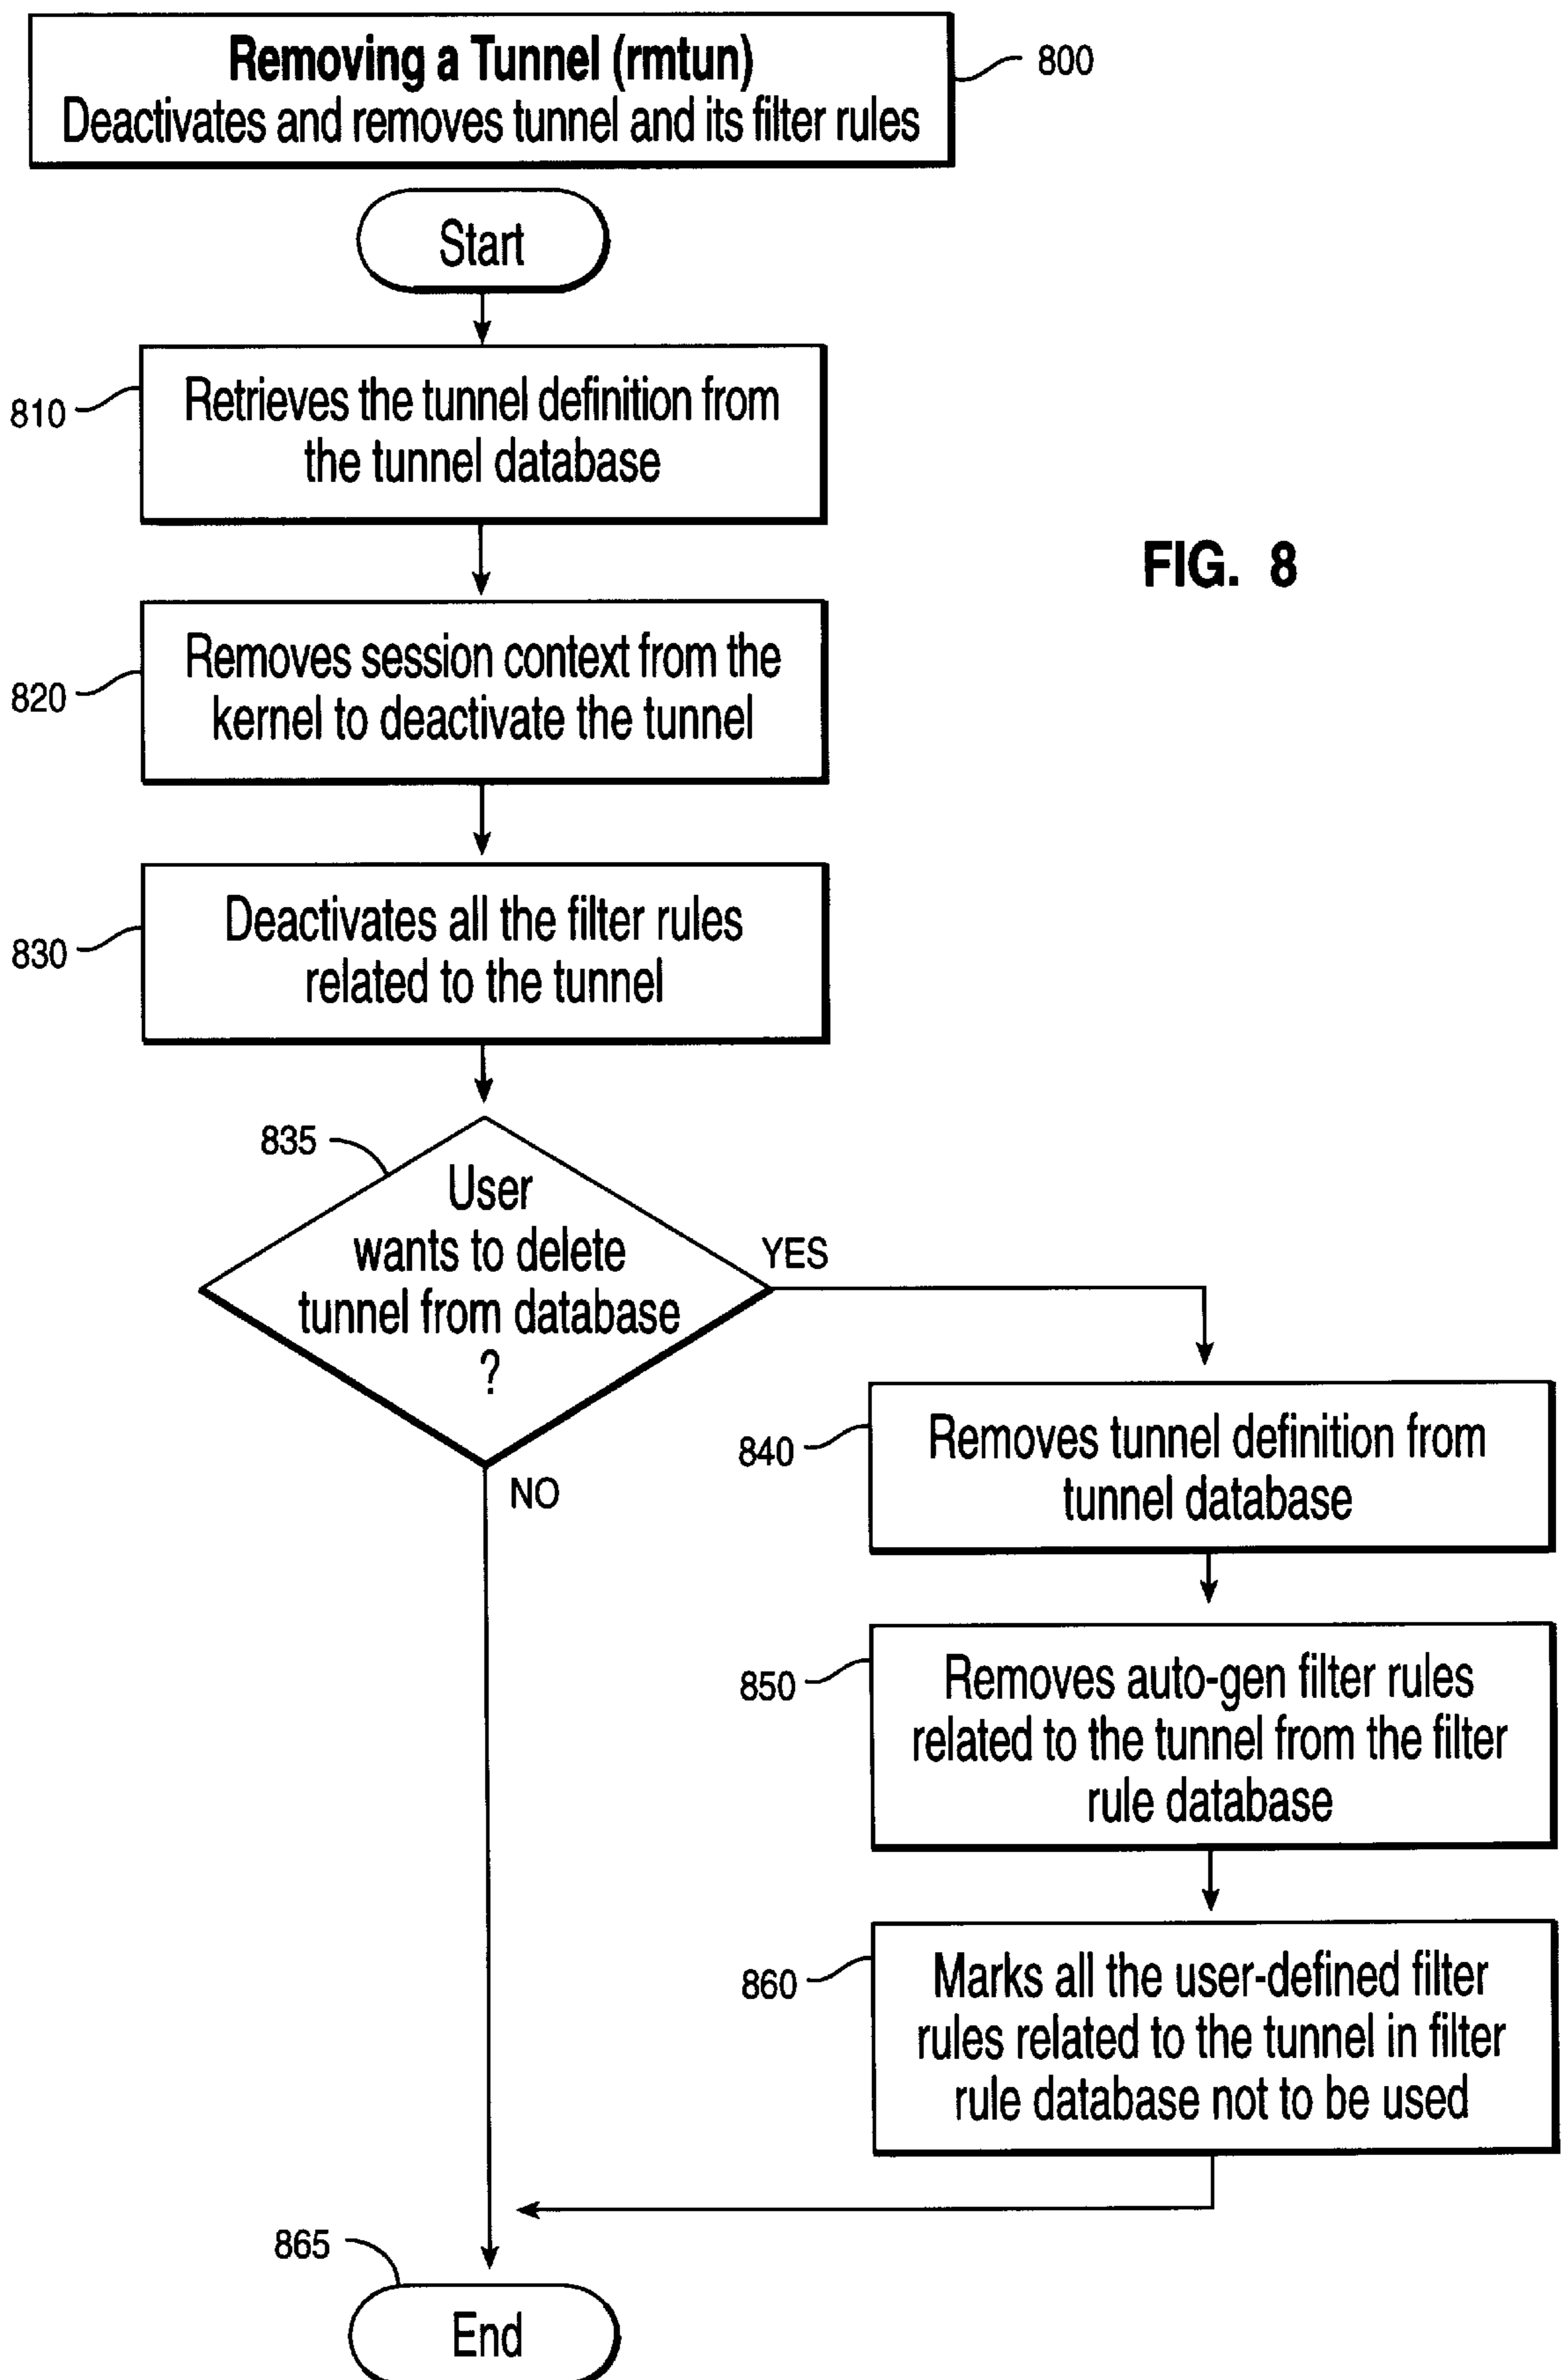 Removing a Tunnel (rmtun)
Deactivates and removes tunnel and its filter rules
800
Start
810
Retrieves the tunnel definition from
the tunnel database
FIG. 8
820
Removes session context from the
kernel to deactivate the tunnel
830
Deactivates all the filter rules
related to the tunnel
835
User
wants to delete
tunnel from database
?
YES
NO
840
Removes tunnel definition from
tunnel database
850
Removes auto-gen filter rules
related to the tunnel from the filter
rule database
860
Marks all the user-defined filter
rules related to the tunnel in filter
rule database not to be used
865
End